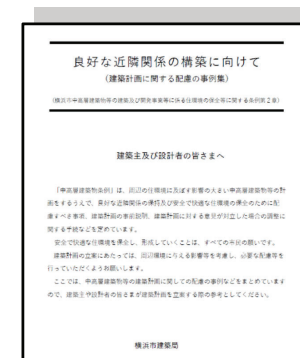 良好な近隣関係の構築に向けて
(建築計画に関する配慮の事例集)
(横浜市中高層建築物等の建築及び開発事業等に係る住環境の保全等に関する条例第2章)
建築主及び設計者の皆さまへ
「中高層建築物条例」は、周辺の住環境に及ぼす影響の大きい中高層建築物等の計
画をするうえで、良好な近隣関係の保持及び安全で快適な住環境の保全のために配
慮すべき事項、建築計画の事前説明、建築計画に対する意見が対立した場合の調整に
関する手続などを定めています。
安全で快適な住環境を保全し、形成していくことは、すべての市民の願いです。
建築計画の立案にあたっては、周辺環境に与える影響等を考慮し、必要な配慮等を
行っていただくようお願いします。
ここでは、中高層建築物等の建築計画に関しての配慮の事例などをまとめています
ので、建築主や設計者の皆さまが建築計画を立案する際の参考としてください。
横浜市建築局